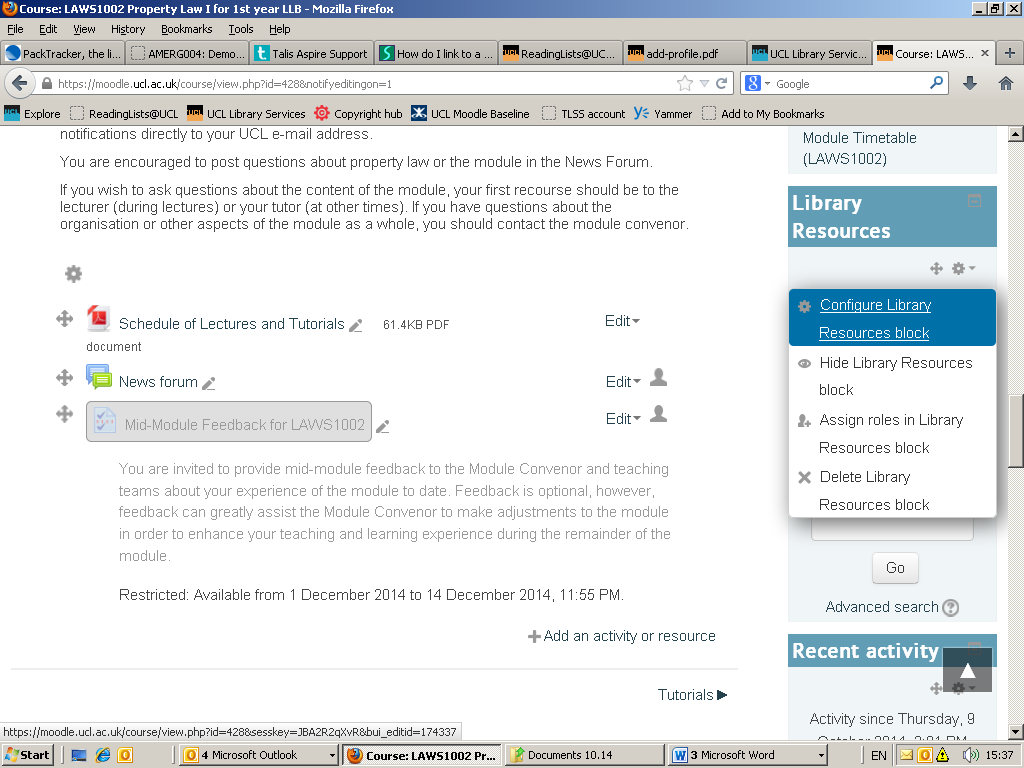 Course: LAWS1002 Property Law I for 1st year LLB - Mozilla Firefox
File Edit View History Bookmarks Tools Help
PackTracker, the li... AMERG004: Demo... Talis Aspire Support How do I link to a ... ReadingLists@UC... add-profile.pdf UCL Library Servic... Course: LAWS...
https://moodle.ucl.ac.uk/course/view.php?id=428&notifyeditingon=1 Google
Explore ReadingLists@UCL UCL Library Services Copyright hub UCL Moodle Baseline TLSS account Yammer Add to My Bookmarks
notifications directly to your UCL e-mail address.
You are encouraged to post questions about property law or the module in the News Forum.
If you wish to ask questions about the content of the module, your first recourse should be to the
lecturer (during lectures) or your tutor (at other times). If you have questions about the
organisation or other aspects of the module as a whole, you should contact the module convenor.
Schedule of Lectures and Tutorials 61.4KB PDF Edit
document
News forum Edit
Mid-Module Feedback for LAWS1002 Edit
You are invited to provide mid-module feedback to the Module Convenor and teaching
teams about your experience of the module to date. Feedback is optional, however,
feedback can greatly assist the Module Convenor to make adjustments to the module
in order to enhance your teaching and learning experience during the remainder of the
module.
Restricted: Available from 1 December 2014 to 14 December 2014, 11:55 PM.
Add an activity or resource
Tutorials
Module Timetable
(LAWS1002)
Library
Resources
Configure Library
Resources block
Hide Library Resources
block
Assign roles in Library
Resources block
Delete Library
Resources block
Go
Advanced search
Recent activity
Activity since Thursday, 9
October 2014, 3:01 PM
https://moodle.ucl.ac.uk/course/view.php?id=428&sesskey=JBA2R2qXvR&bui_editid=174337
Start 4 Microsoft Outlook Course: LAWS1002 Pr... Documents 10.14 3 Microsoft Word EN 15:37